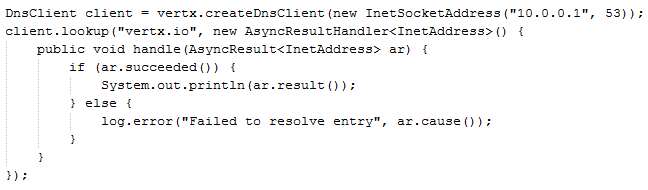 DnsClient client = vertx.createDnsClient(new InetSocketAddress("10.0.0.1", 53));
client.lookup("vertx.io", new AsyncResultHandler<InetAddress>() {
    public void handle(AsyncResult<InetAddress> ar) {
        if (ar.succeeded()) {
            System.out.println(ar.result());
        } else {
            log.error("Failed to resolve entry", ar.cause());
        }
    }
});